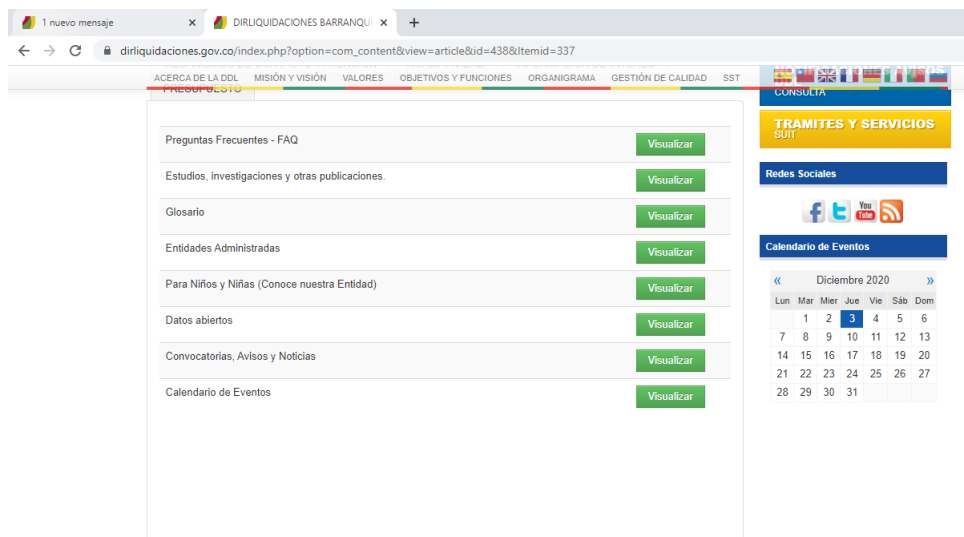 1 nuevo mensaje
DIRLIQUIDACIONES BARRANQUI
dirliquidaciones.gov.co/index.php?option=com_content&view=article&id=438&Itemid=337
ACERCA DE LA DDL MISIÓN Y VISIÓN VALORES OBJETIVOS Y FUNCIONES ORGANIGRAMA GESTIÓN DE CALIDAD SST
PRESUPUESTO
Preguntas Frecuentes - FAQ Visualizar
Estudios, investigaciones y otras publicaciones. Visualizar
Glosario Visualizar
Entidades Administradas Visualizar
Para Niños y Niñas (Conoce nuestra Entidad) Visualizar
Datos abiertos Visualizar
Convocatorias, Avisos y Noticias Visualizar
Calendario de Eventos Visualizar
CONSULTA
TRAMITES Y SERVICIOS
SUIT
Redes Sociales
You
Tube
Calendario de Eventos
« Diciembre 2020 »
Lun Mar Mier Jue Vie Sáb Dom
1 2 3 4 5 6
7 8 9 10 11 12 13
14 15 16 17 18 19 20
21 22 23 24 25 26 27
28 29 30 31